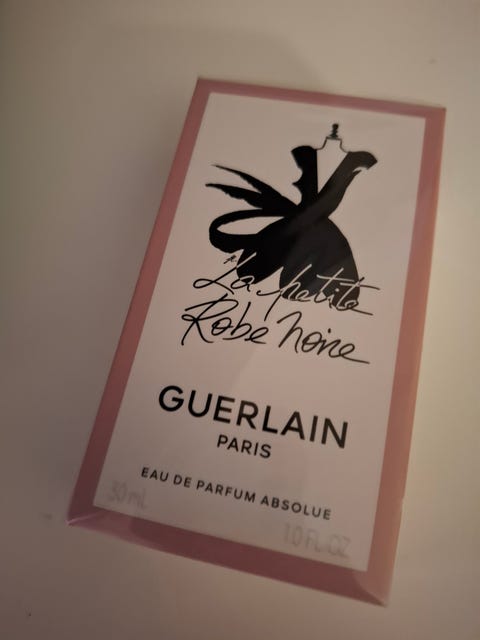 La petite
Robe Noire
GUERLAIN
PARIS
EAU DE PARFUM ABSOLUE
30 mL
1.0 FL.OZ